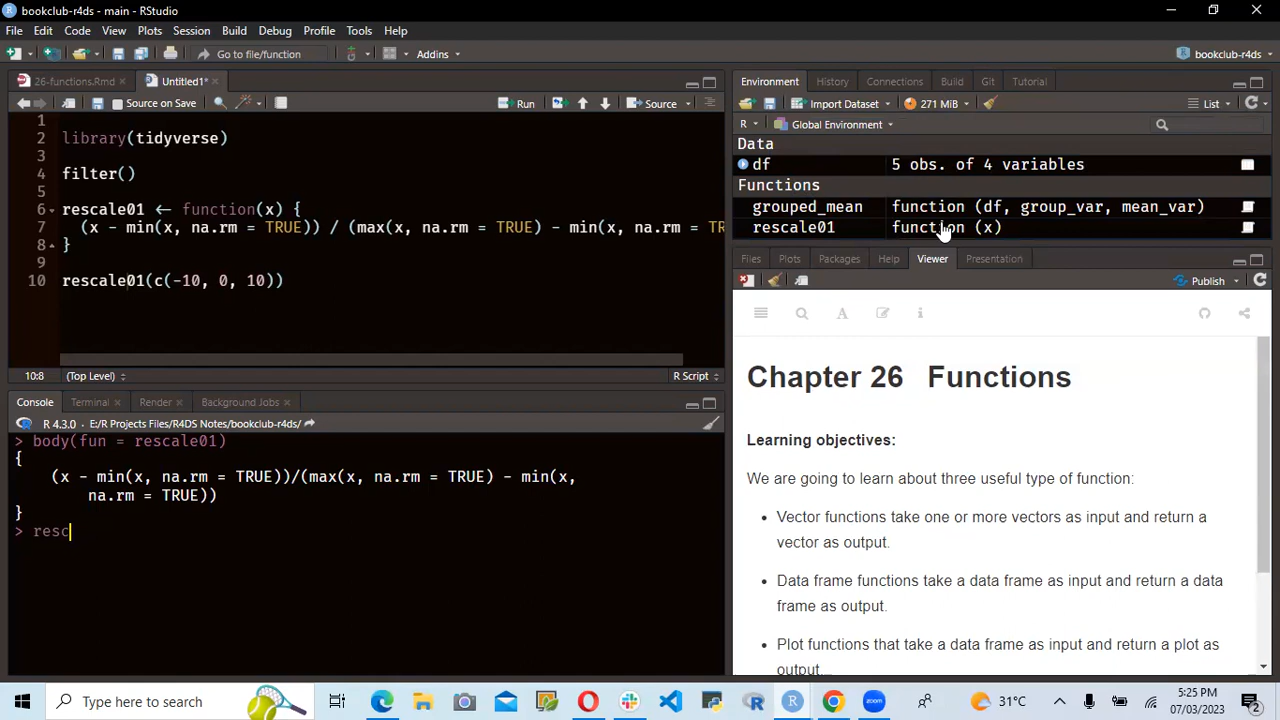 bookclub-r4ds - main - RStudio
File Edit Code View Plots Session Build Debug Profile Tools Help
Go to file/function Addins bookclub-r4ds
26-functions.Rmd Untitled1*
Source on Save Run Source
1
2 library(tidyverse)
3
4 filter()
5
6 rescale01 ← function(x) {
7 (x - min(x, na.rm = TRUE)) / (max(x, na.rm = TRUE) - min(x, na.rm = TR
8 }
9
10 rescale01(c(-10, 0, 10))
10:8 (Top Level) R Script
Console Terminal Render Background Jobs
R 4.3.0 · E:/R Projects Files/R4DS Notes/bookclub-r4ds/
> body(fun = rescale01)
{
(x - min(x, na.rm = TRUE))/(max(x, na.rm = TRUE) - min(x,
na.rm = TRUE))
}
> resc
Environment History Connections Build Git Tutorial
Import Dataset 271 MiB List
R Global Environment
Data
df 5 obs. of 4 variables
Functions
grouped_mean function (df, group_var, mean_var)
rescale01 function (x)
Files Plots Packages Help Viewer Presentation
Publish
Chapter 26 Functions
Learning objectives:
We are going to learn about three useful type of function:
• Vector functions take one or more vectors as input and return a
vector as output.
• Data frame functions take a data frame as input and return a data
frame as output.
• Plot functions that take a data frame as input and return a plot as
output.
Type here to search
31°C
5:25 PM
07/03/2023
2